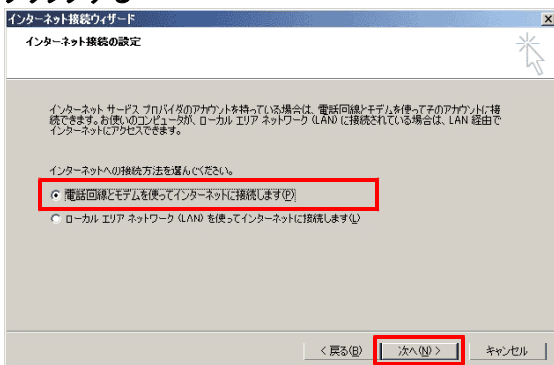 インターネット接続ウィザード
インターネット接続の設定
インターネット サービス プロバイダのアカウントを持っている場合は、電話回線とモデムを使ってそのアカウントに接
続できます。お使いのコンピュータが、ローカル エリア ネットワーク (LAN) に接続されている場合は、LAN 経由で
インターネットにアクセスできます。
インターネットへの接続方法を選んでください。
電話回線とモデムを使ってインターネットに接続します(P)
ローカル エリア ネットワーク (LAN) を使ってインターネットに接続します(L)
< 戻る(B)
次へ(N) >
キャンセル